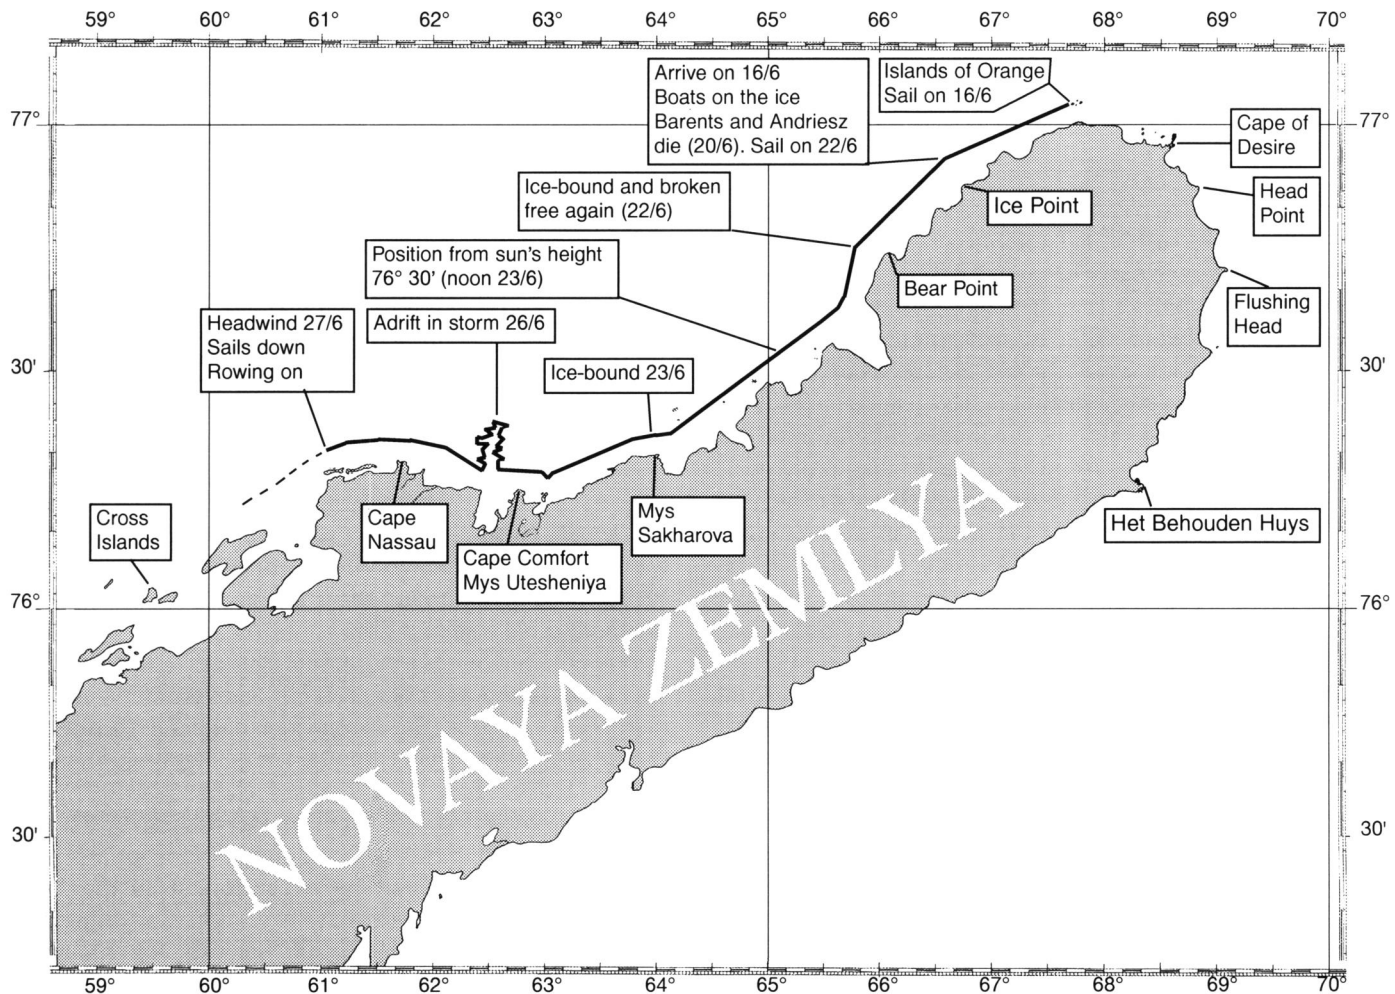 59° 60° 61° 62° 63° 64° 65° 66° 67° 68° 69° 70°
Arrive on 16/6
Boats on the ice
Barents and Andriesz
die (20/6). Sail on 22/6
Islands of Orange
Sail on 16/6
77°
77°
Cape of
Desire
Ice-bound and broken
free again (22/6)
Head
Point
Ice Point
Position from sun's height
76° 30' (noon 23/6)
Bear Point
Flushing
Head
Headwind 27/6
Sails down
Rowing on
Adrift in storm 26/6
Ice-bound 23/6
30'
30'
Cross
Islands
Cape
Nassau
Cape Comfort
Mys Utesheniya
Mys
Sakharova
Het Behouden Huys
76°
76°
NOVAYA ZEMLYA
30'
30'
59° 60° 61° 62° 63° 64° 65° 66° 67° 68° 69° 70°